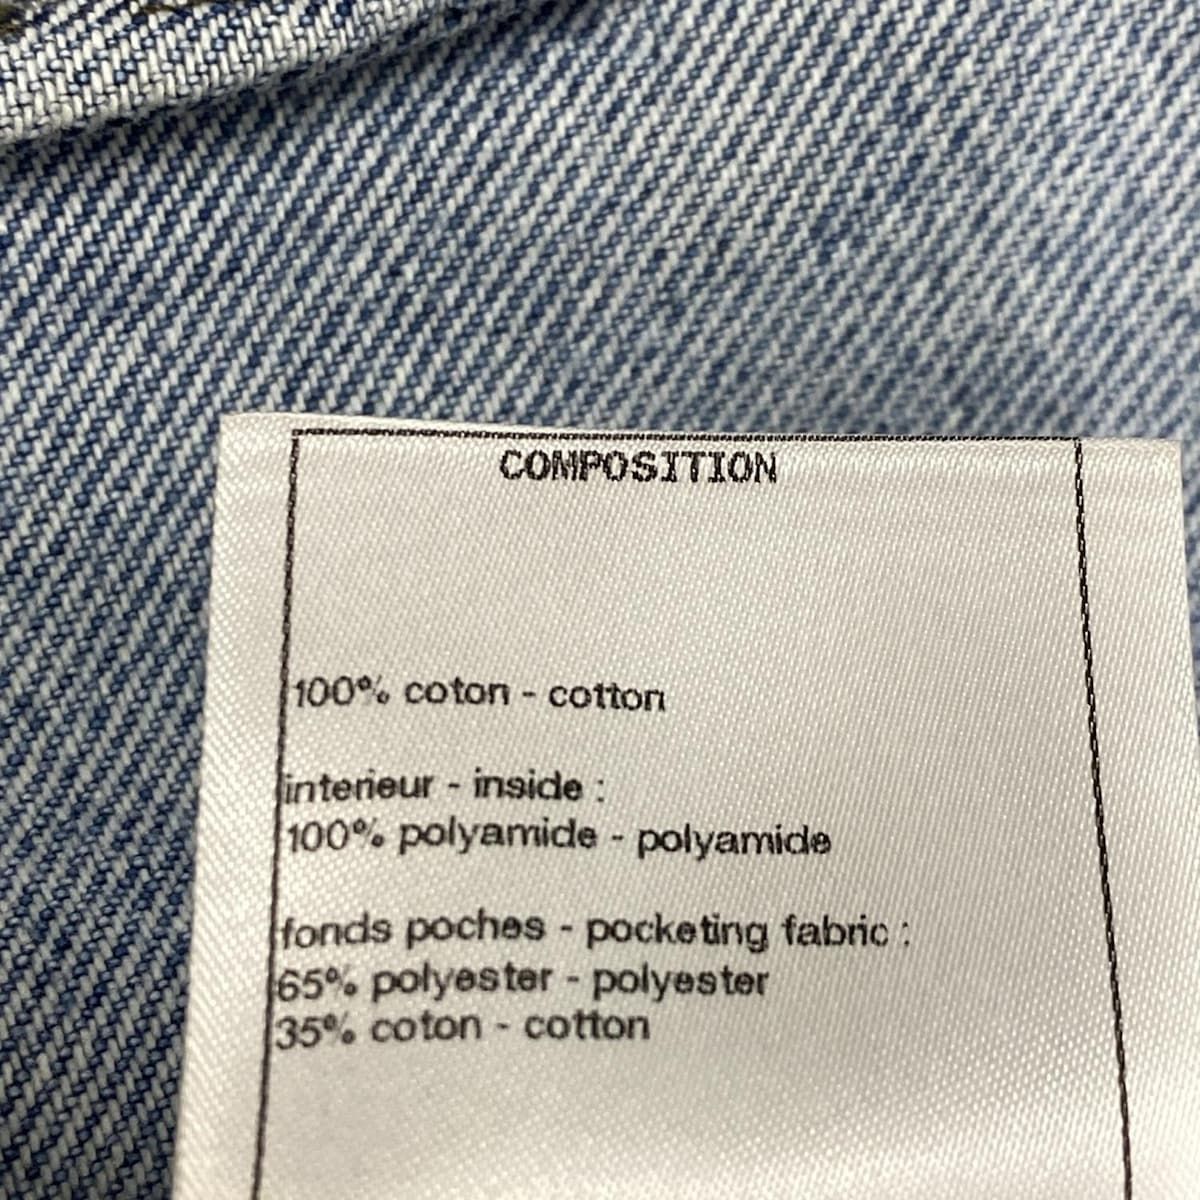 COMPOSITION
100% coton - cotton
interieur - inside :
100% polyamide - polyamide
fonds poches - pocketing fabric :
65% polyester - polyester
35% coton - cotton